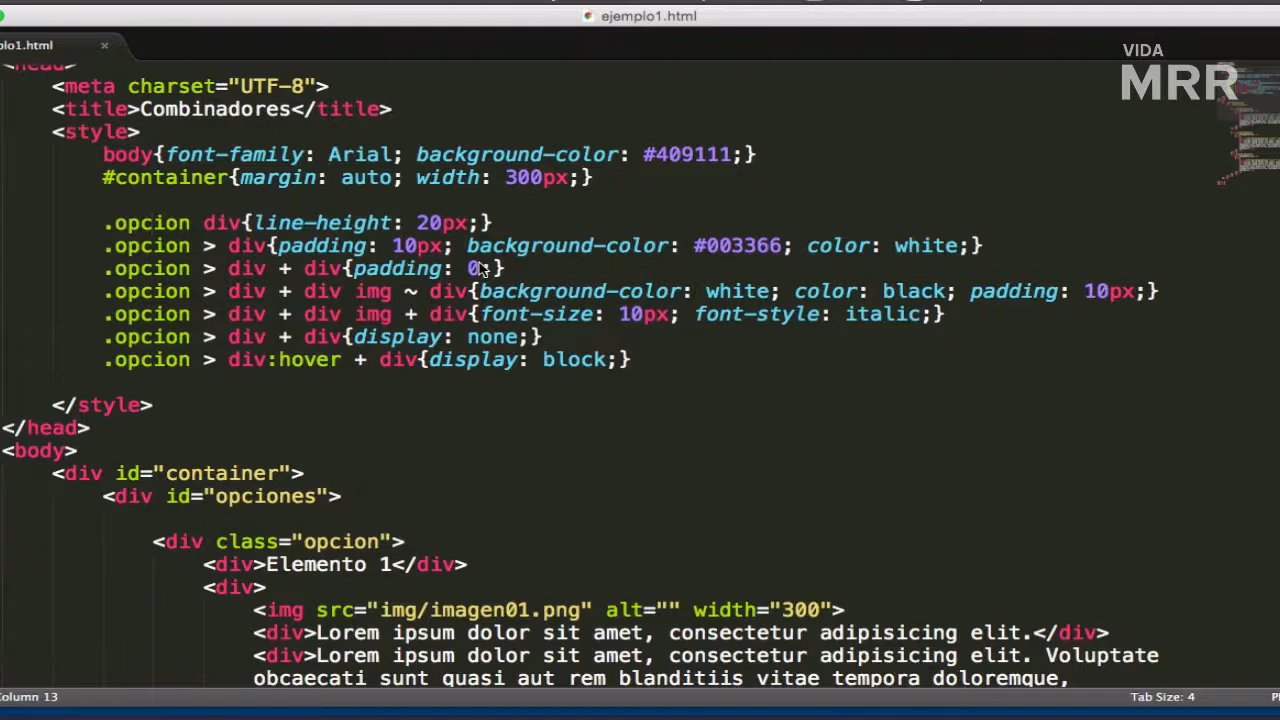 ejemplo1.html
plo1.html ×
VIDA
MRR
<head>
<meta charset="UTF-8">
<title>Combinadores</title>
<style>
body{font-family: Arial; background-color: #409111;}
#container{margin: auto; width: 300px;}
.opcion div{line-height: 20px;}
.opcion > div{padding: 10px; background-color: #003366; color: white;}
.opcion > div + div{padding: 0;}
.opcion > div + div img ~ div{background-color: white; color: black; padding: 10px;}
.opcion > div + div img + div{font-size: 10px; font-style: italic;}
.opcion > div + div{display: none;}
.opcion > div:hover + div{display: block;}
</style>
</head>
<body>
<div id="container">
<div id="opciones">
<div class="opcion">
<div>Elemento 1</div>
<div>
<img src="img/imagen01.png" alt="" width="300">
<div>Lorem ipsum dolor sit amet, consectetur adipisicing elit.</div>
<div>Lorem ipsum dolor sit amet, consectetur adipisicing elit. Voluptate
obcaecati sunt quasi aut rem blanditiis vitae tempora doloremque,
Column 13
Tab Size: 4